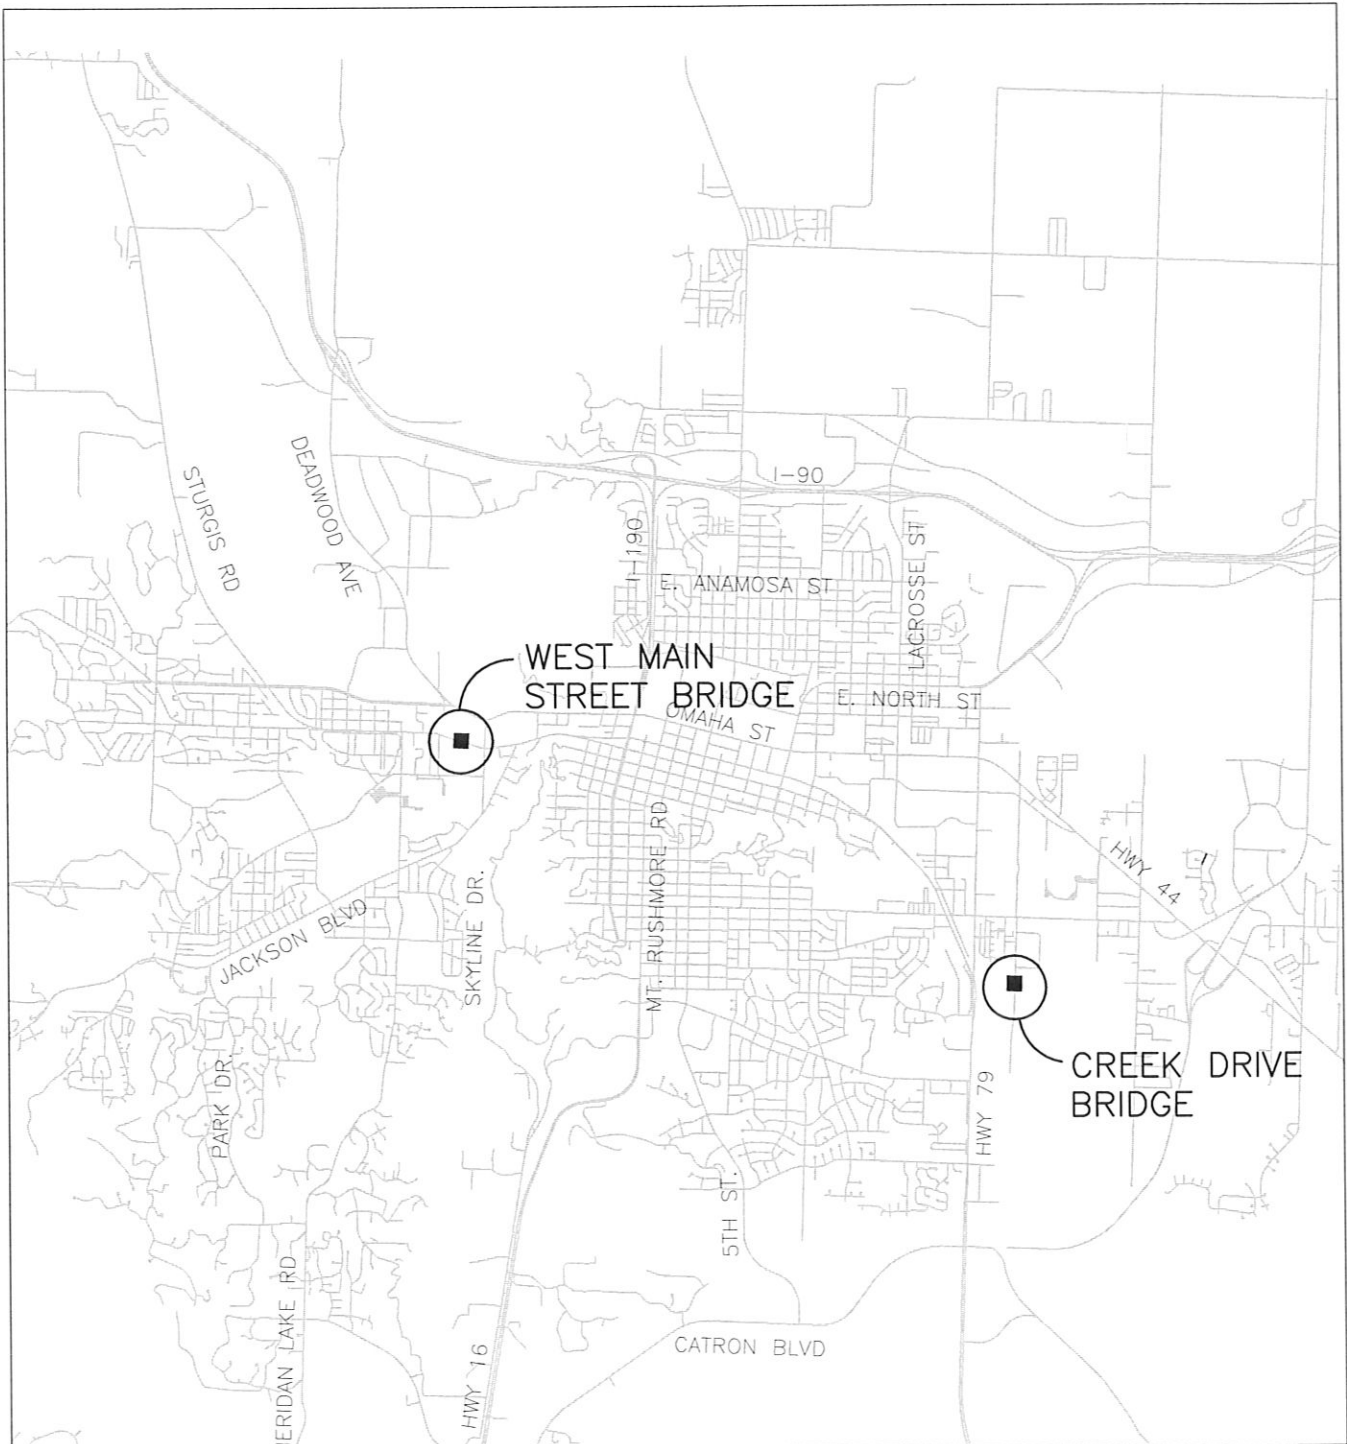 I-90
STURGIS RD
DEADWOOD AVE
I-190
E. ANAMOSA ST
LACROSSE ST
WEST MAIN
STREET BRIDGE
E. NORTH ST
OMAHA ST
HWY 44
MT. RUSHMORE RD
SKYLINE DR.
JACKSON BLVD
PARK DR.
CREEK DRIVE
BRIDGE
HWY 79
5TH ST.
ERIDAN LAKE RD
HWY 16
CATRON BLVD